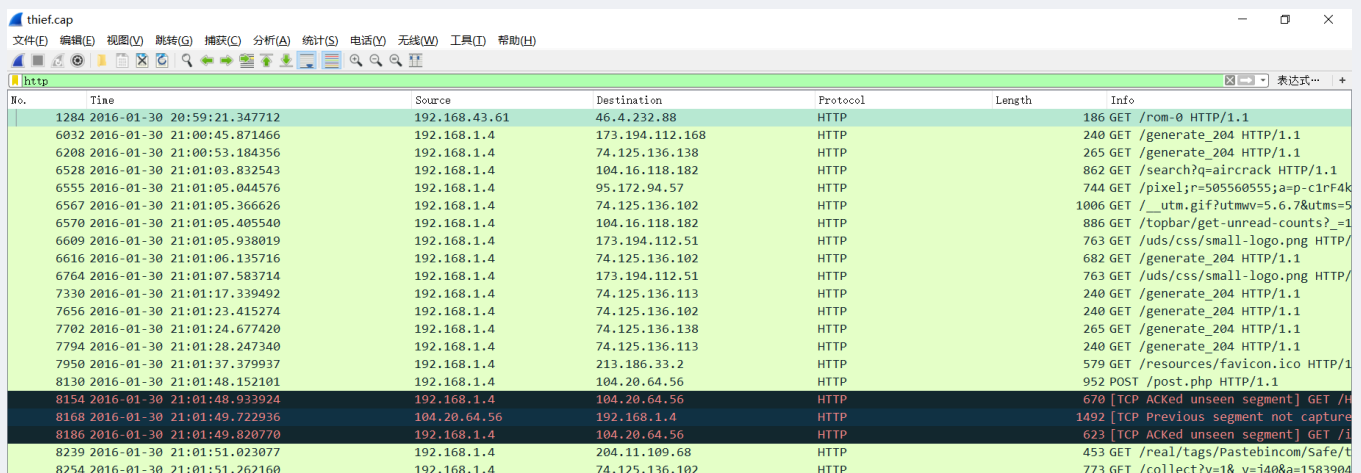 thief.cap
文件(F) 编辑(E) 视图(V) 跳转(G) 捕获(C) 分析(A) 统计(S) 电话(Y) 无线(W) 工具(T) 帮助(H)
http 表达式… +
No. Time Source Destination Protocol Length Info
1284 2016-01-30 20:59:21.347712 192.168.43.61 46.4.232.88 HTTP 186 GET /rom-0 HTTP/1.1
6032 2016-01-30 21:00:45.871466 192.168.1.4 173.194.112.168 HTTP 240 GET /generate_204 HTTP/1.1
6208 2016-01-30 21:00:53.184356 192.168.1.4 74.125.136.138 HTTP 265 GET /generate_204 HTTP/1.1
6528 2016-01-30 21:01:03.832543 192.168.1.4 104.16.118.182 HTTP 862 GET /search?q=aircrack HTTP/1.1
6555 2016-01-30 21:01:05.044576 192.168.1.4 95.172.94.57 HTTP 744 GET /pixel;r=505560555;a=p-c1rF4k
6567 2016-01-30 21:01:05.366626 192.168.1.4 74.125.136.102 HTTP 1006 GET /__utm.gif?utmwv=5.6.7&utms=5
6570 2016-01-30 21:01:05.405540 192.168.1.4 104.16.118.182 HTTP 886 GET /topbar/get-unread-counts?_=1
6609 2016-01-30 21:01:05.938019 192.168.1.4 173.194.112.51 HTTP 763 GET /uds/css/small-logo.png HTTP/
6616 2016-01-30 21:01:06.135716 192.168.1.4 74.125.136.102 HTTP 682 GET /generate_204 HTTP/1.1
6764 2016-01-30 21:01:07.583714 192.168.1.4 173.194.112.51 HTTP 763 GET /uds/css/small-logo.png HTTP/
7330 2016-01-30 21:01:17.339492 192.168.1.4 74.125.136.113 HTTP 240 GET /generate_204 HTTP/1.1
7656 2016-01-30 21:01:23.415274 192.168.1.4 74.125.136.102 HTTP 240 GET /generate_204 HTTP/1.1
7702 2016-01-30 21:01:24.677420 192.168.1.4 74.125.136.138 HTTP 265 GET /generate_204 HTTP/1.1
7794 2016-01-30 21:01:28.247340 192.168.1.4 74.125.136.113 HTTP 240 GET /generate_204 HTTP/1.1
7950 2016-01-30 21:01:37.379937 192.168.1.4 213.186.33.2 HTTP 579 GET /resources/favicon.ico HTTP/1
8130 2016-01-30 21:01:48.152101 192.168.1.4 104.20.64.56 HTTP 952 POST /post.php HTTP/1.1
8154 2016-01-30 21:01:48.933924 192.168.1.4 104.20.64.56 HTTP 670 [TCP ACKed unseen segment] GET /H
8168 2016-01-30 21:01:49.722936 104.20.64.56 192.168.1.4 HTTP 1492 [TCP Previous segment not capture
8186 2016-01-30 21:01:49.820770 192.168.1.4 104.20.64.56 HTTP 623 [TCP ACKed unseen segment] GET /i
8239 2016-01-30 21:01:51.023077 192.168.1.4 204.11.109.68 HTTP 453 GET /real/tags/Pastebincom/Safe/t
8254 2016-01-30 21:01:51.262160 192.168.1.4 74.125.136.102 HTTP 773 GET /collect?v=1&_v=j40&a=1583904